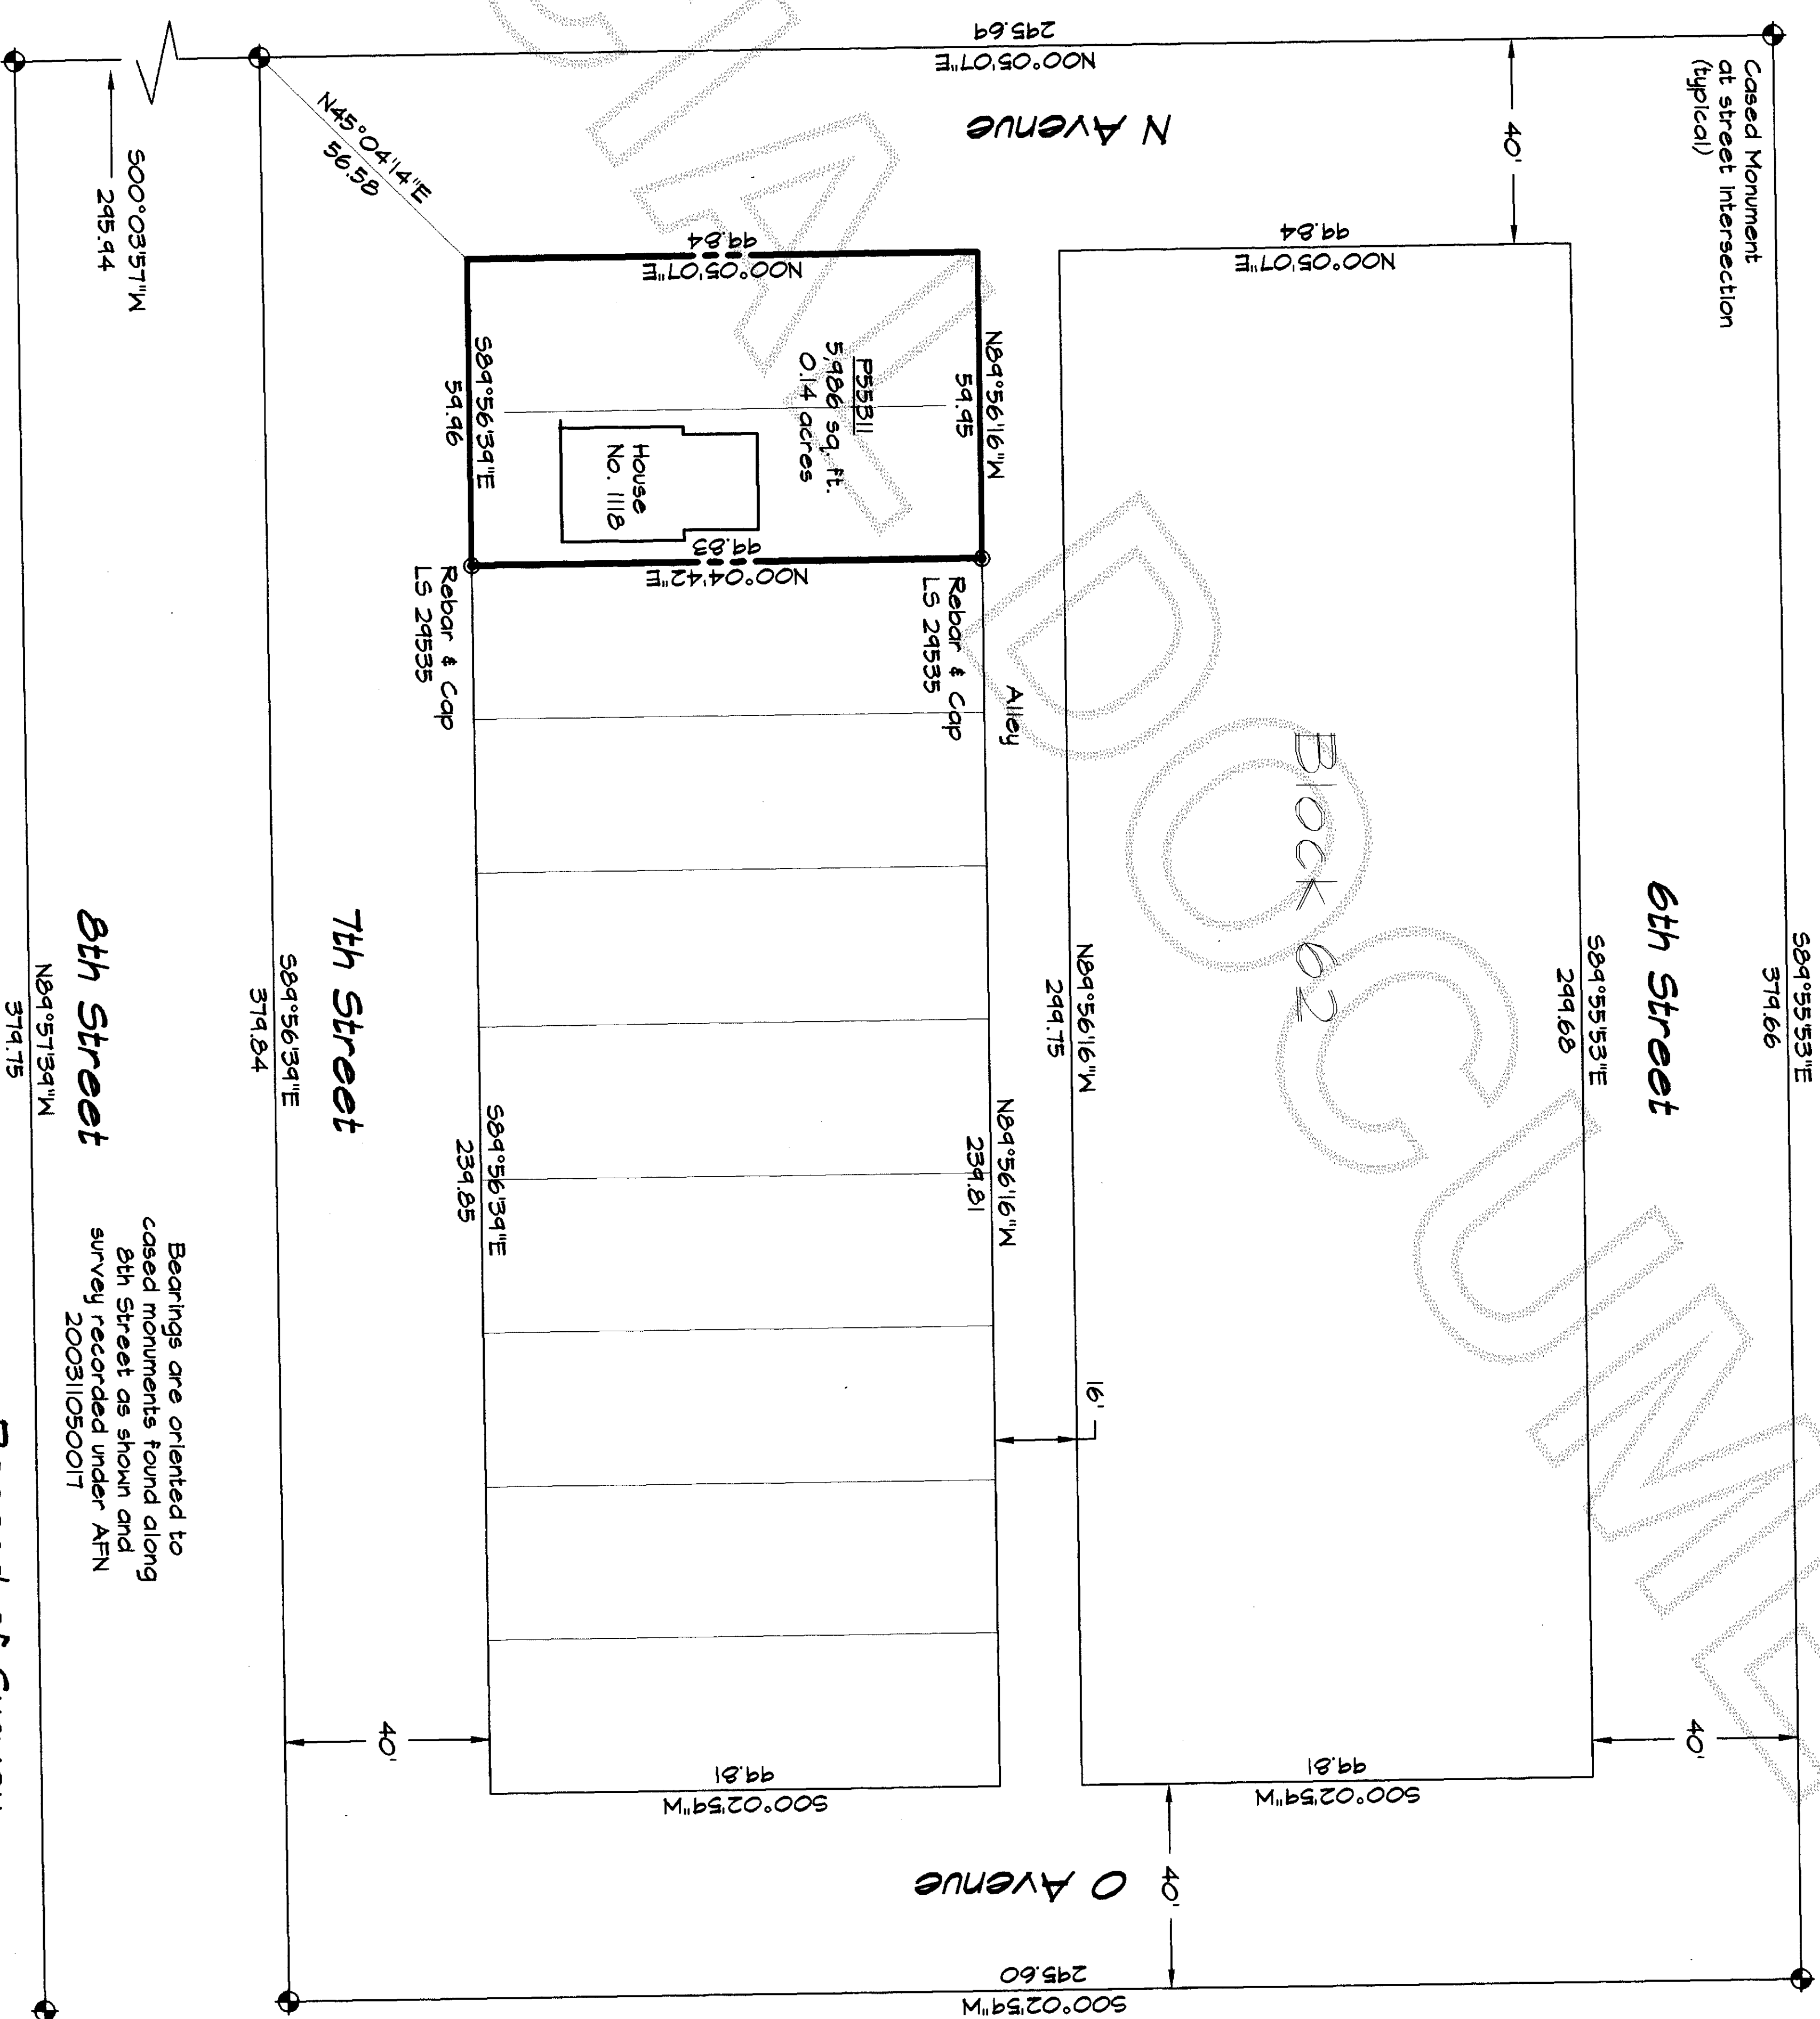 Cased Monument
at street intersection
(typical)
S89°55'53"E
379.66
6th Street
40'
40'
S89°55'53"E
299.68
N00°05'07"E
295.69
N Avenue
N00°05'07"E
99.84
Block 62
S00°02'59"W
99.81
N89°56'16"W
299.75
16'
Alley
40'
O Avenue
S00°02'59"W
295.60
N89°56'16"W
59.95
N89°56'16"W
239.81
Rebar & Cap
LS 29535
P55311
5,986 sq. ft.
0.14 acres
N00°05'07"E
99.84
House
No. 1118
N00°04'42"E
99.83
S00°02'59"W
99.81
S89°56'39"E
59.96
S89°56'39"E
239.85
Rebar & Cap
LS 29535
N45°04'14"E
56.58
40'
7th Street
S89°56'39"E
379.84
S00°03'57"W
295.94
Bearings are oriented to
cased monuments found along
8th Street as shown and
survey recorded under AFN
200311050017
8th Street
N89°57'39"W
379.75
DOCUME